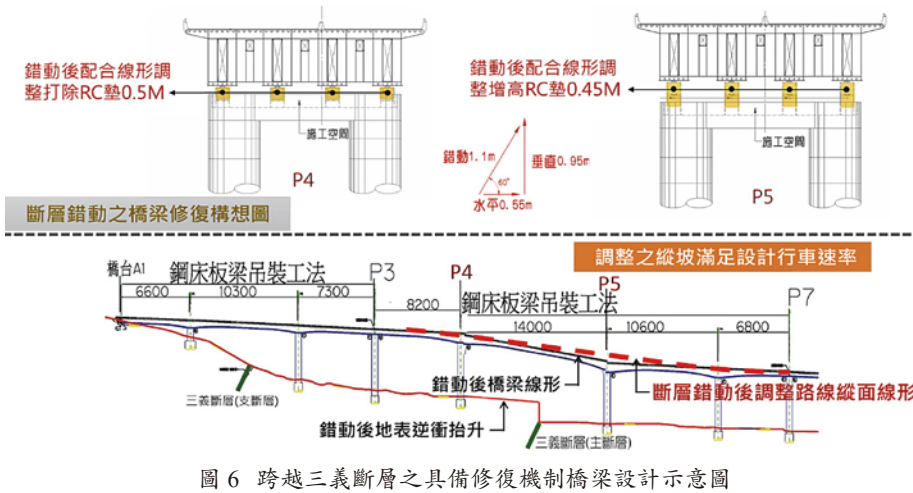 錯動後配合線形調
整打除RC墊0.5M
施工空間
P4
錯動後配合線形調
整增高RC墊0.45M
錯動1.1m
垂直0.95m
60°
水平0.55m
施工空間
P5
斷層錯動之橋梁修復構想圖
調整之縱坡滿足設計行車速率
橋台A1
鋼床板梁吊裝工法
P3
P4
P5
鋼床板梁吊裝工法
P7
6600
10300
7300
8200
14000
10600
6800
錯動後橋梁線形
斷層錯動後調整路線縱面線形
三義斷層(支斷層)
錯動後地表逆衝抬升
三義斷層(主斷層)
圖 6 跨越三義斷層之具備修復機制橋梁設計示意圖